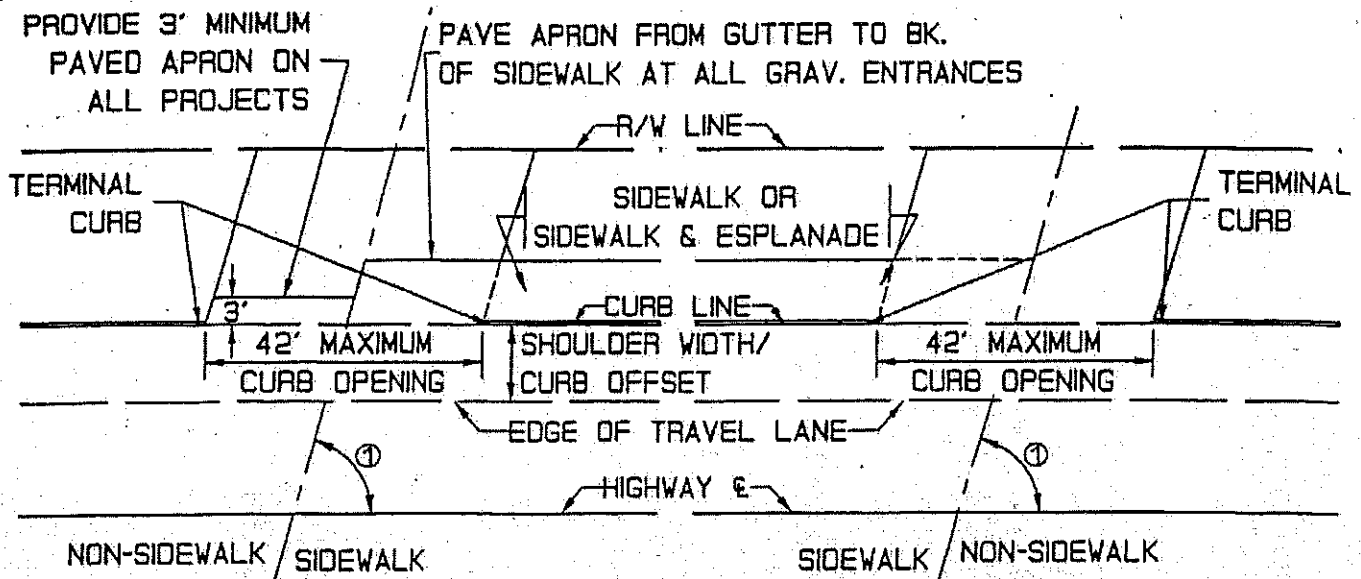 PROVIDE 3' MINIMUM
PAVED APRON ON
ALL PROJECTS
PAVE APRON FROM GUTTER TO BK.
OF SIDEWALK AT ALL GRAV. ENTRANCES
R/W LINE
TERMINAL
CURB
SIDEWALK OR
SIDEWALK & ESPLANADE
TERMINAL
CURB
3'
CURB LINE
42' MAXIMUM
CURB OPENING
SHOULDER WIDTH/
CURB OFFSET
42' MAXIMUM
CURB OPENING
EDGE OF TRAVEL LANE
①
①
HIGHWAY ℄
NON-SIDEWALK
SIDEWALK
SIDEWALK
NON-SIDEWALK